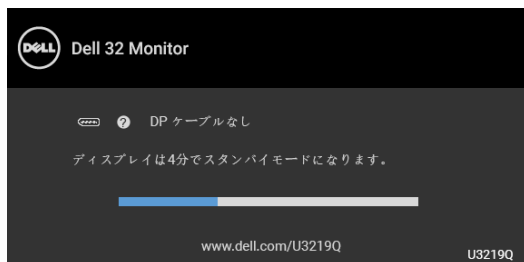 DELL Dell 32 Monitor
DP ケーブルなし
ディスプレイは4分でスタンバイモードになります。
www.dell.com/U3219Q
U3219Q